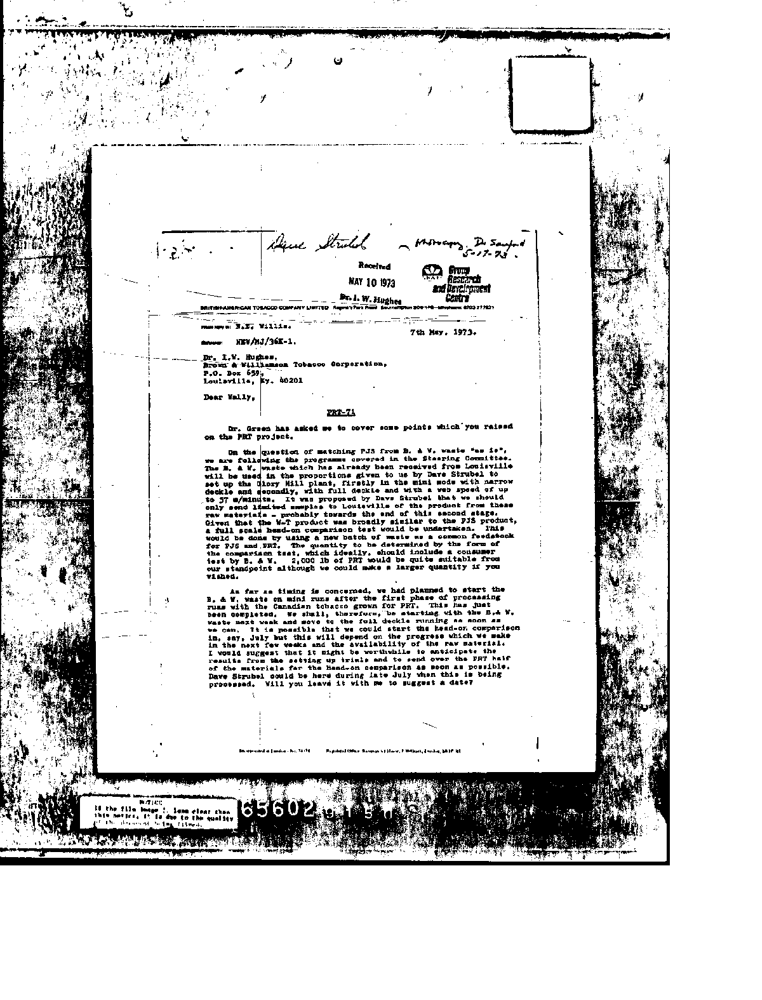 Dave Strubel
Photocopy Dr Sanford
5-17-73
Received
MAY 10 1973
Dr. I. W. Hughes
Group
Research
and Development
Centre
BRITISH-AMERICAN TOBACCO COMPANY LIMITED
N.E. Willis.
7th May, 1973.
NEW/MJ/36E-1.
Dr. I.W. Hughes,
Brown & Williamson Tobacco Corporation,
P.O. Box 659,
Louisville, Ky. 40201
Dear Wally,
PRT-71
Dr. Green has asked me to cover some points which you raised
on the PRT project.
On the question of matching PJS from B. & W. waste "as is",
we are following the programme covered in the Steering Committee.
The B. & W. waste which has already been received from Louisville
will be used in the proportions given to us by Dave Strubel to
set up the Glory Mill plant, firstly in the mini mode with narrow
deckle and secondly, with full deckle and with a web speed of up
to 37 m/minute. It was proposed by Dave Strubel that we should
only send limited samples to Louisville of the product from these
raw materials - probably towards the end of this second stage.
Given that the W-T product was broadly similar to the PJS product,
a full scale head-on comparison test would be undertaken. This
would be done by using a new batch of waste as a common feedstock
for PJS and PRT. The quantity to be determined by the form of
the comparison test, which ideally, should include a consumer
test by B. & W. 2,000 lb of PRT would be quite suitable from
our standpoint although we could make a larger quantity if you
wished.
As far as timing is concerned, we had planned to start the
B. & W. waste on mini runs after the first phase of processing
runs with the Canadian tobacco grown for PRT. This has just
been completed. We shall, therefore, be starting with the B.& W.
waste next week and move to the full deckle running as soon as
we can. It is possible that we could start the head-on comparison
in, say, July but this will depend on the progress which we make
in the next few weeks and the availability of the raw material.
I would suggest that it might be worthwhile to anticipate the
results from the setting up trials and to send over the PRT half
of the materials for the head-on comparison as soon as possible.
Dave Strubel could be here during late July when this is being
processed. Will you leave it with me to suggest a date?
NOTICE
If the film image is less clear than
this notice, it is due to the quality
of the document being filmed.
65602